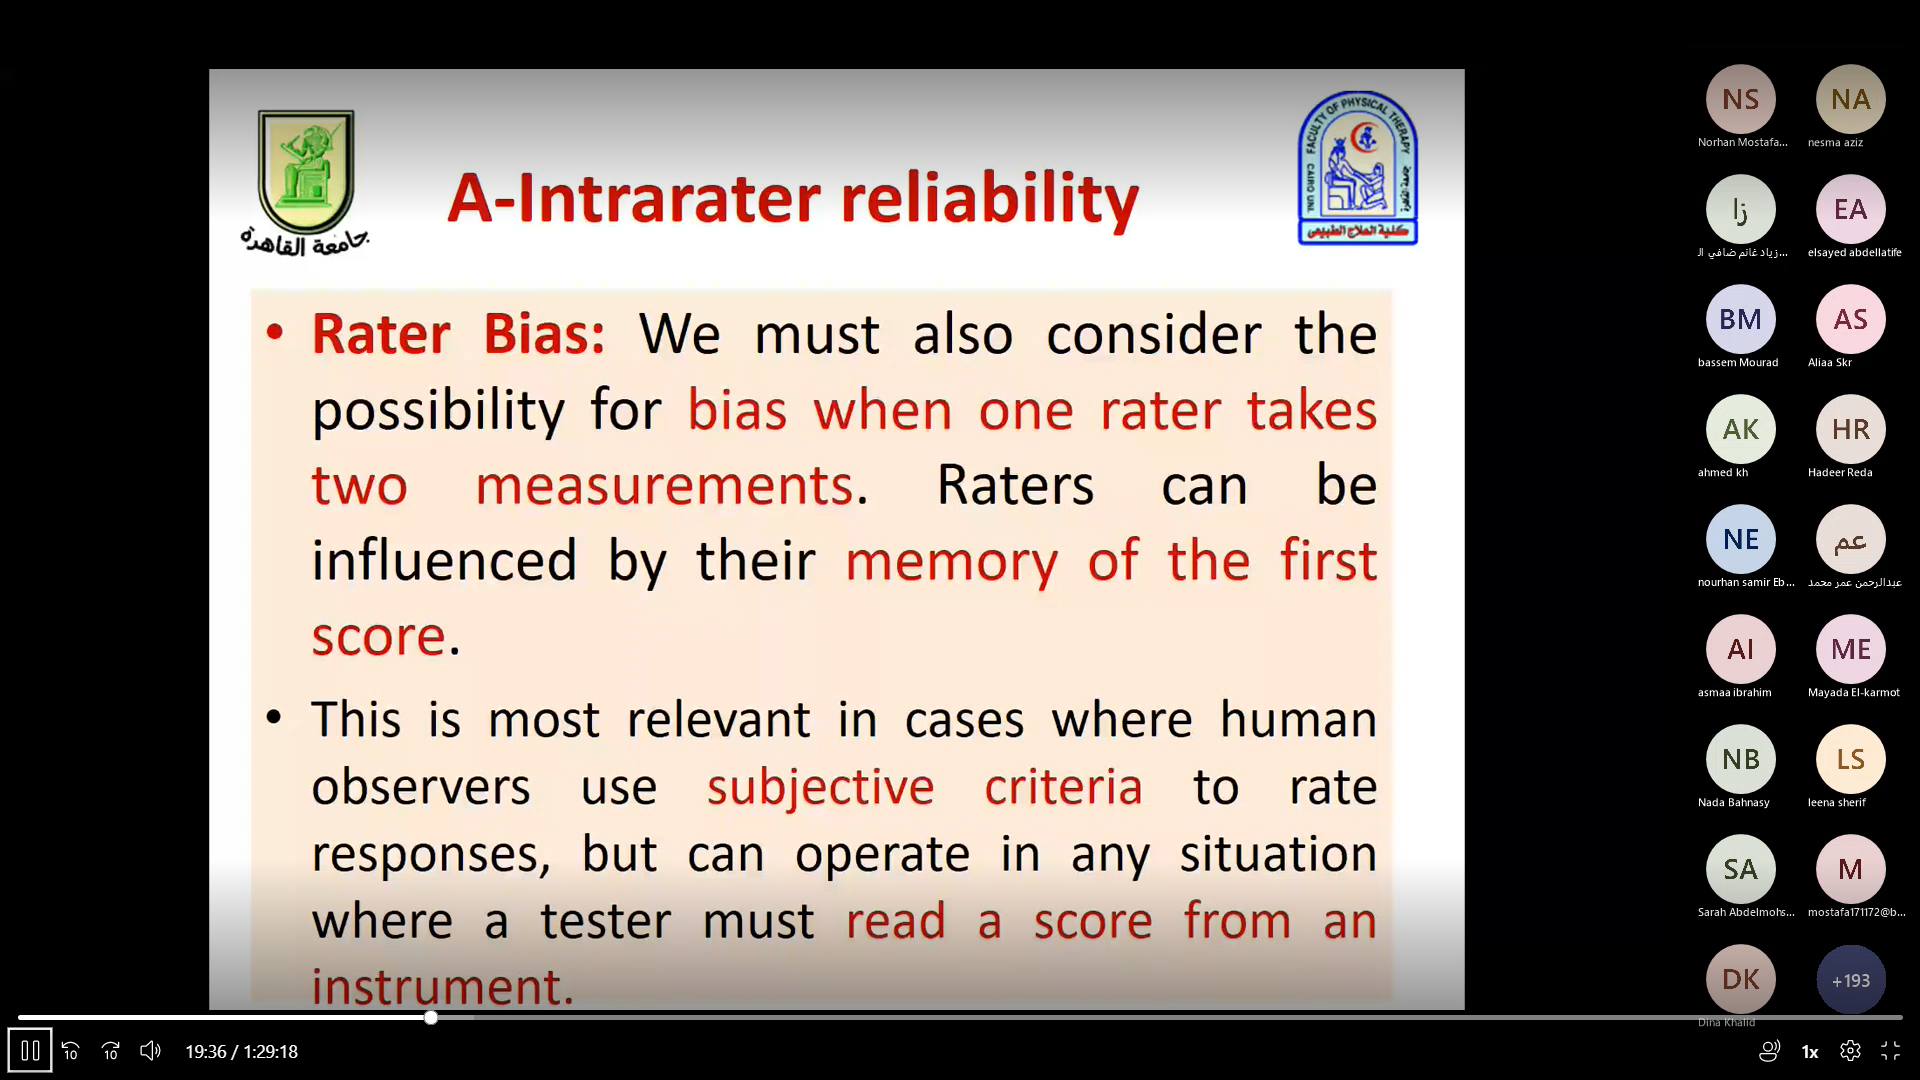 A-Intrarater reliability
جامعة القاهرة
FACULTY OF PHYSICAL THERAPY
CAIRO UNI.
كلية العلاج الطبيعى
• Rater Bias: We must also consider the
possibility for bias when one rater takes
two measurements. Raters can be
influenced by their memory of the first
score.
• This is most relevant in cases where human
observers use subjective criteria to rate
responses, but can operate in any situation
where a tester must read a score from an
instrument.
NS
Norhan Mostafa...
NA
nesma aziz
زا
زياد غانم ضافي ال...
EA
elsayed abdellatife
BM
bassem Mourad
AS
Aliaa Skr
AK
ahmed kh
HR
Hadeer Reda
NE
nourhan samir Eb...
عم
عبدالرحمن عمر محمد
AI
asmaa ibrahim
ME
Mayada El-karmot
NB
Nada Bahnasy
LS
leena sherif
SA
Sarah Abdelmohs...
M
mostafa171172@b...
DK
Dina Khalid
+193
10
10
19:36 / 1:29:18
1x